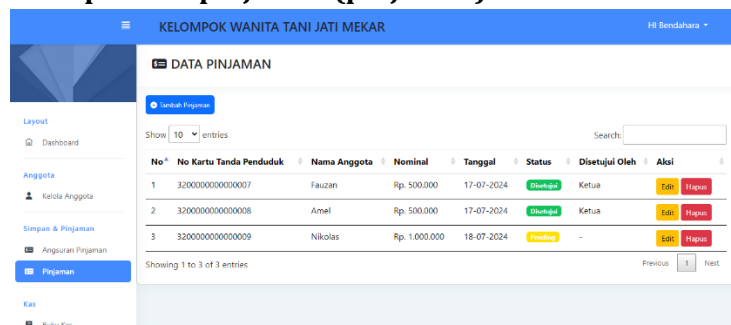 KELOMPOK WANITA TANI JATI MEKAR
HI Bendahara
DATA PINJAMAN
Tambah Pinjaman
Layout
Dashboard
Anggota
Kelola Anggota
Simpan & Pinjaman
Angsuran Pinjaman
Pinjaman
Kas
Show 10 entries
Search:
No No Kartu Tanda Penduduk Nama Anggota Nominal Tanggal Status Disetujui Oleh Aksi
1 3200000000000007 Fauzan Rp. 500.000 17-07-2024 Disetujui Ketua Edit Hapus
2 3200000000000008 Amel Rp. 500.000 17-07-2024 Disetujui Ketua Edit Hapus
3 3200000000000009 Nikolas Rp. 1.000.000 18-07-2024 Pending - Edit Hapus
Showing 1 to 3 of 3 entries
Previous 1 Next